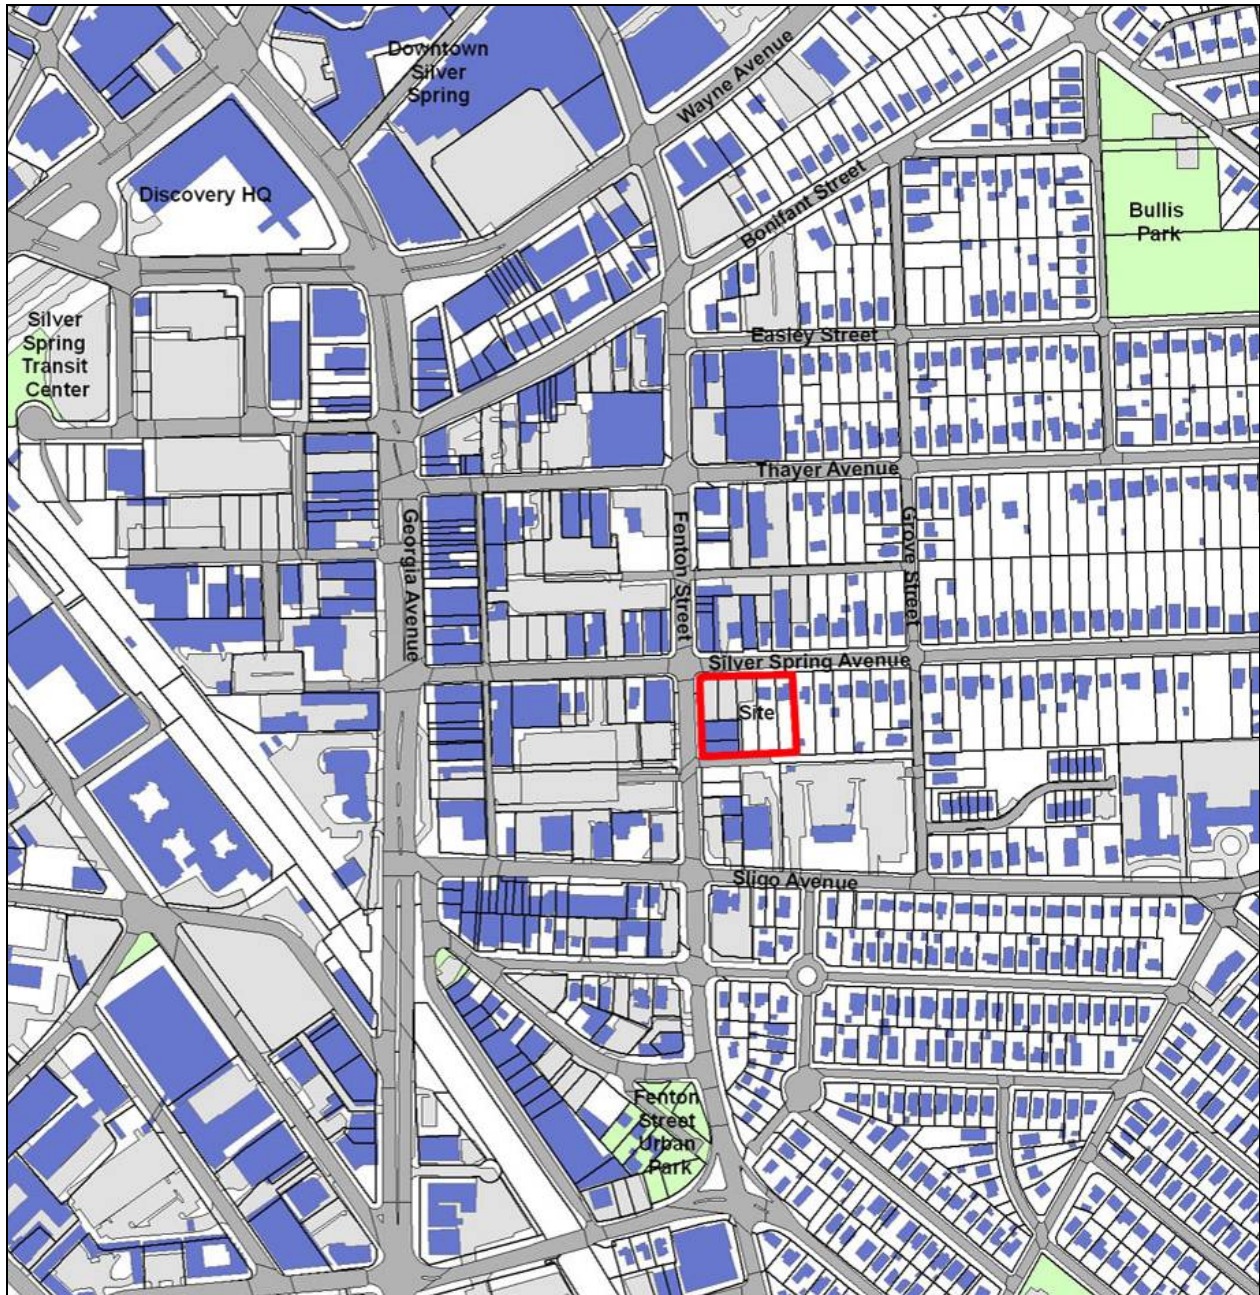 Downtown
Silver
Spring
Wayne Avenue
Discovery HQ
Bonifant Street
Bullis
Park
Silver
Spring
Transit
Center
Easley Street
Thayer Avenue
Georgia Avenue
Fenton Street
Grove Street
Silver Spring Avenue
Site
Sligo Avenue
Fenton
Street
Urban
Park